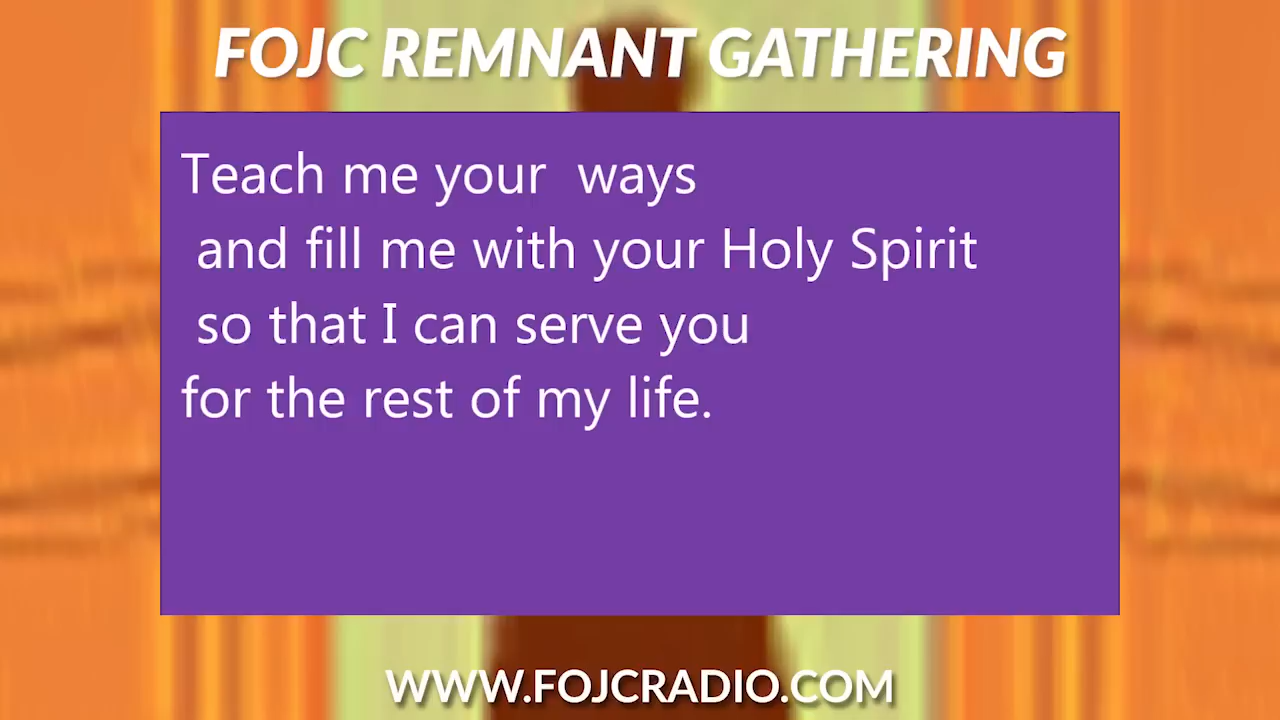 FOJC REMNANT GATHERING
Teach me your  ways
and fill me with your Holy Spirit
so that I can serve you
for the rest of my life.
WWW.FOJCRADIO.COM